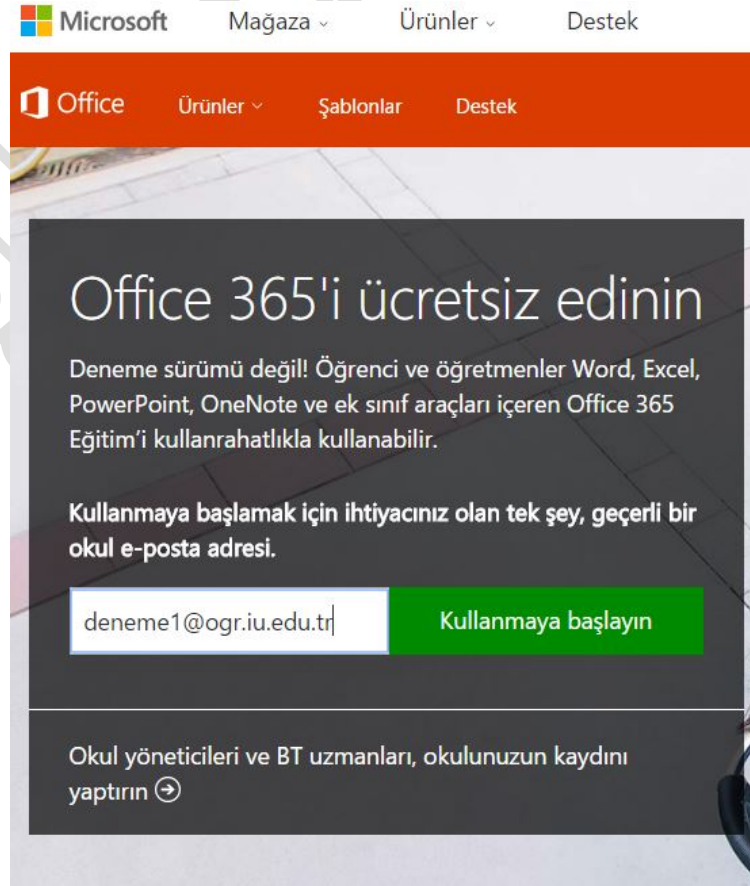 Microsoft Mağaza Ürünler Destek
Office Ürünler Şablonlar Destek
Office 365'i ücretsiz edinin
Deneme sürümü değil! Öğrenci ve öğretmenler Word, Excel,
PowerPoint, OneNote ve ek sınıf araçları içeren Office 365
Eğitim'i kullanrahatlıkla kullanabilir.
Kullanmaya başlamak için ihtiyacınız olan tek şey, geçerli bir
okul e-posta adresi.
deneme1@ogr.iu.edu.tr Kullanmaya başlayın
Okul yöneticileri ve BT uzmanları, okulunuzun kaydını
yaptırın